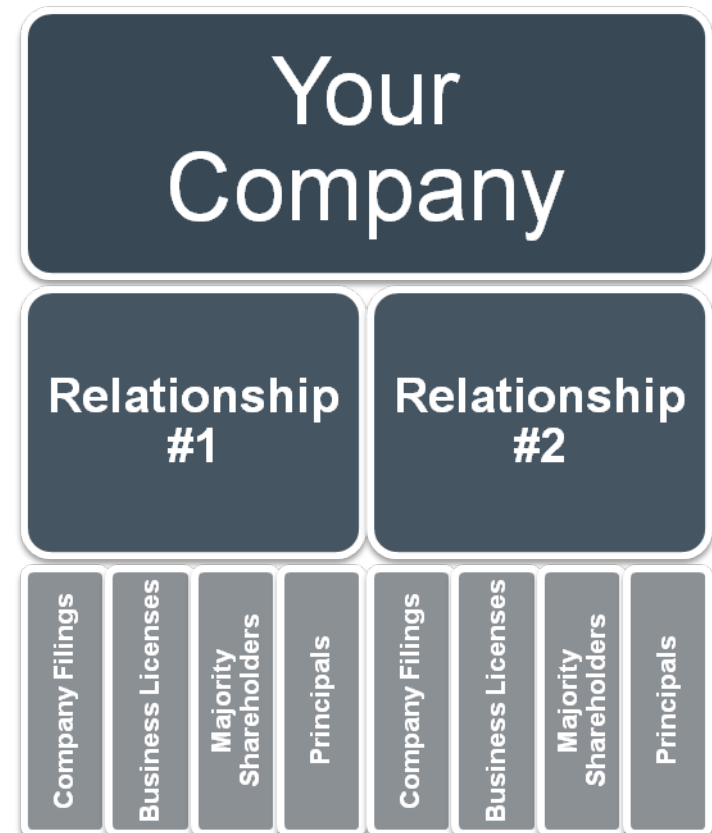 Your
Company
Relationship
#1
Relationship
#2
Company Filings
Business Licenses
Majority
Shareholders
Principals
Company Filings
Business Licenses
Majority
Shareholders
Principals